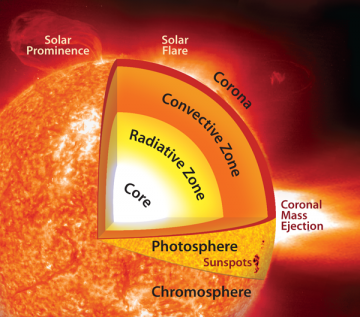 Solar
Prominence
Solar
Flare
Corona
Convective Zone
Radiative Zone
Core
Coronal
Mass
Ejection
Photosphere
Sunspots
Chromosphere